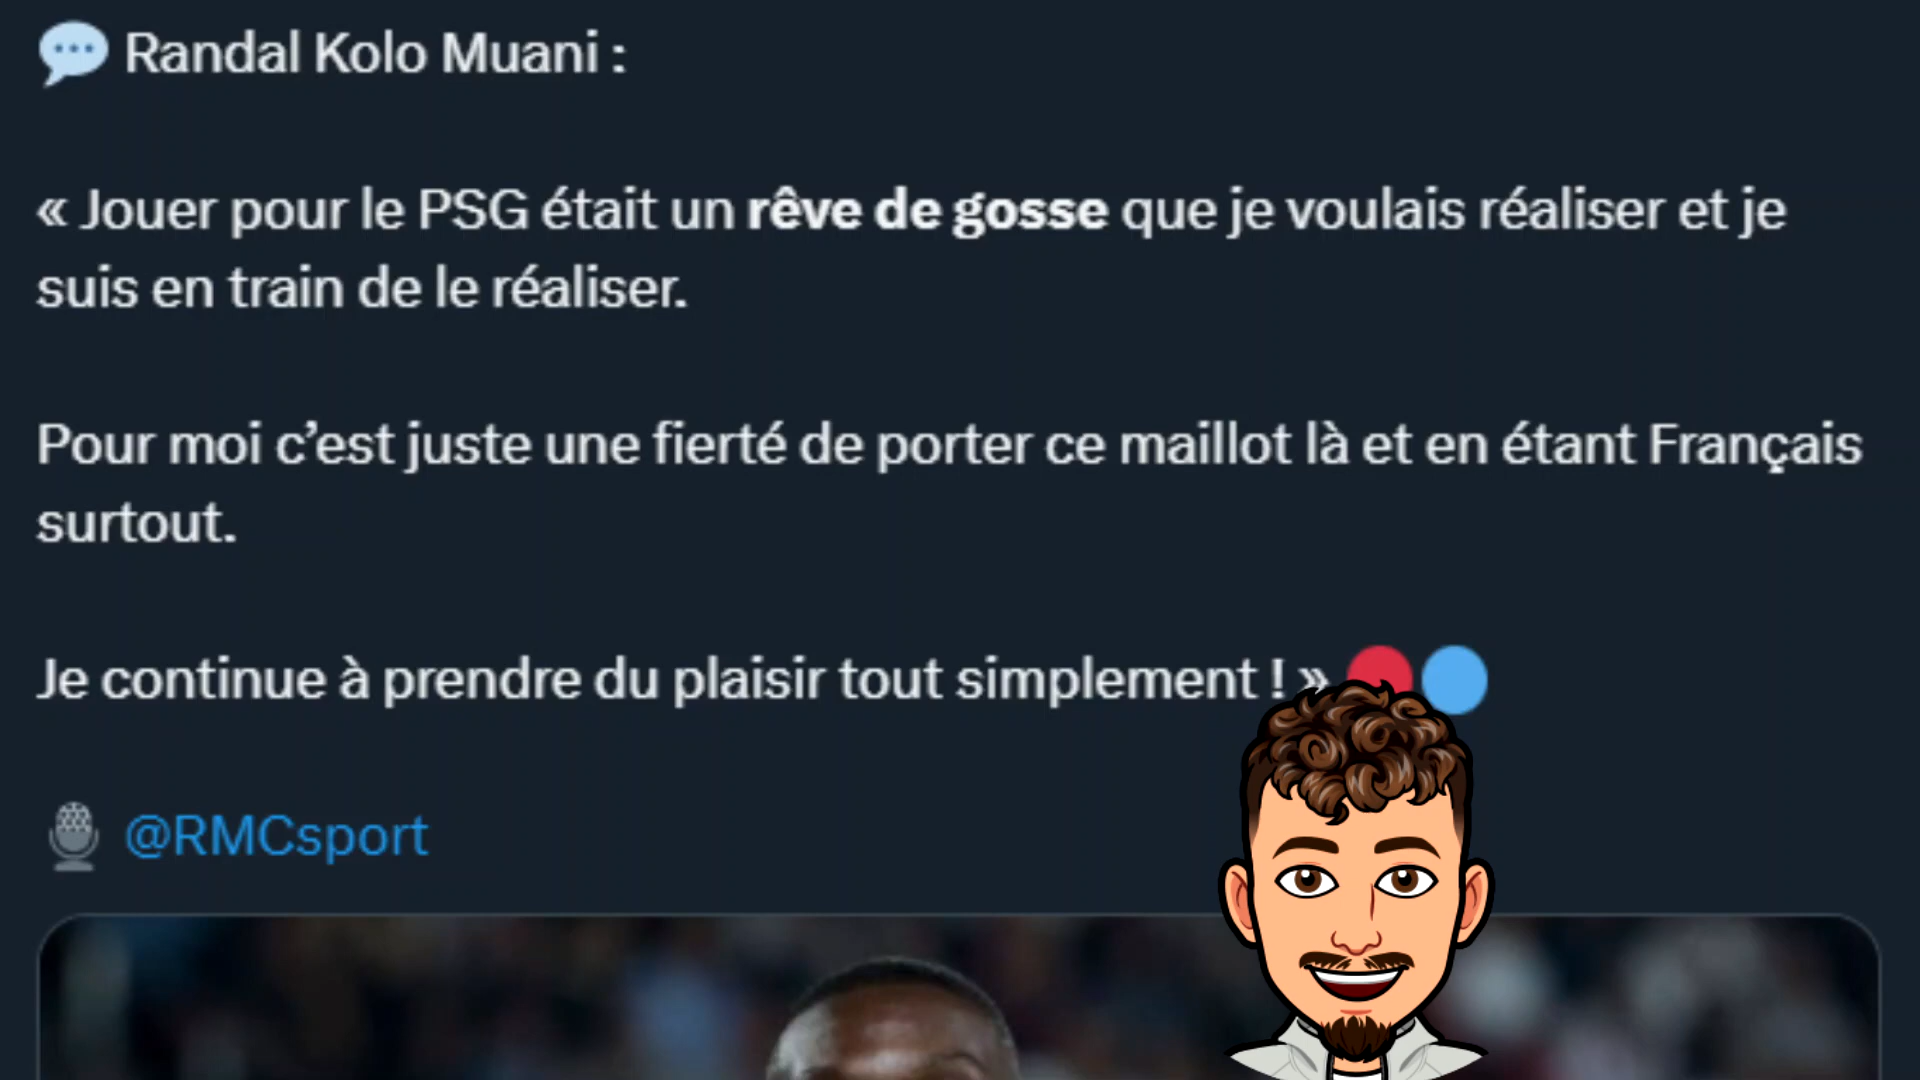 Randal Kolo Muani :
« Jouer pour le PSG était un rêve de gosse que je voulais réaliser et je
suis en train de le réaliser.
Pour moi c’est juste une fierté de porter ce maillot là et en étant Français
surtout.
Je continue à prendre du plaisir tout simplement ! »
@RMCsport